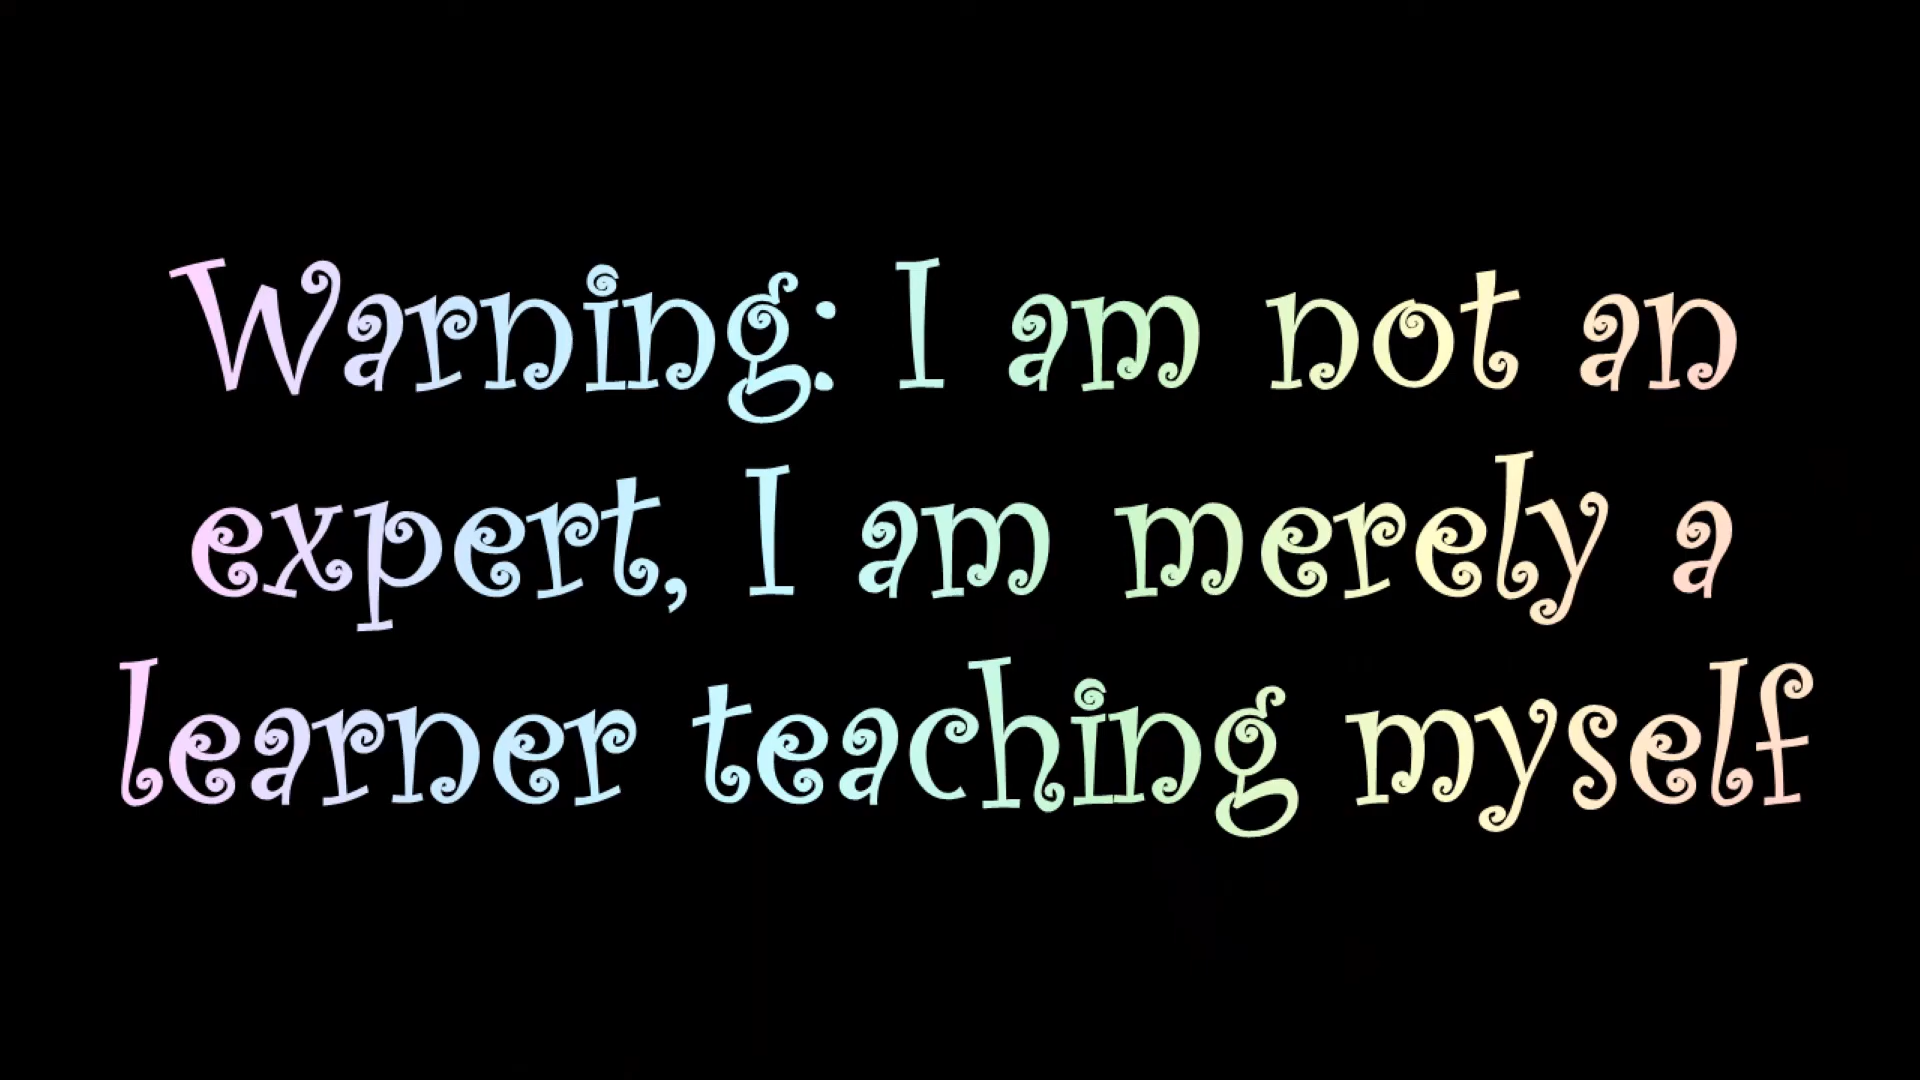 Warning: I am not an
expert, I am merely a
learner teaching myself